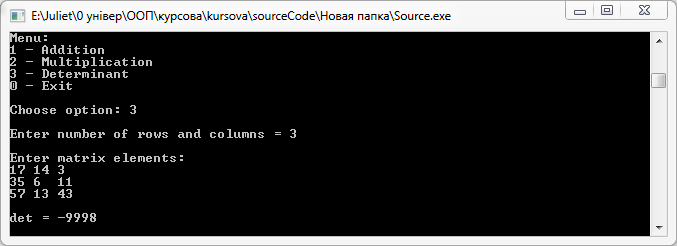 E:\Juliet\0 універ\ООП\курсова\kursova\sourceCode\Новая папка\Source.exe
Menu:
1 - Addition
2 - Multiplication
3 - Determinant
0 - Exit
Choose option: 3
Enter number of rows and columns = 3
Enter matrix elements:
17 14 3
35 6  11
57 13 43
det = -9998